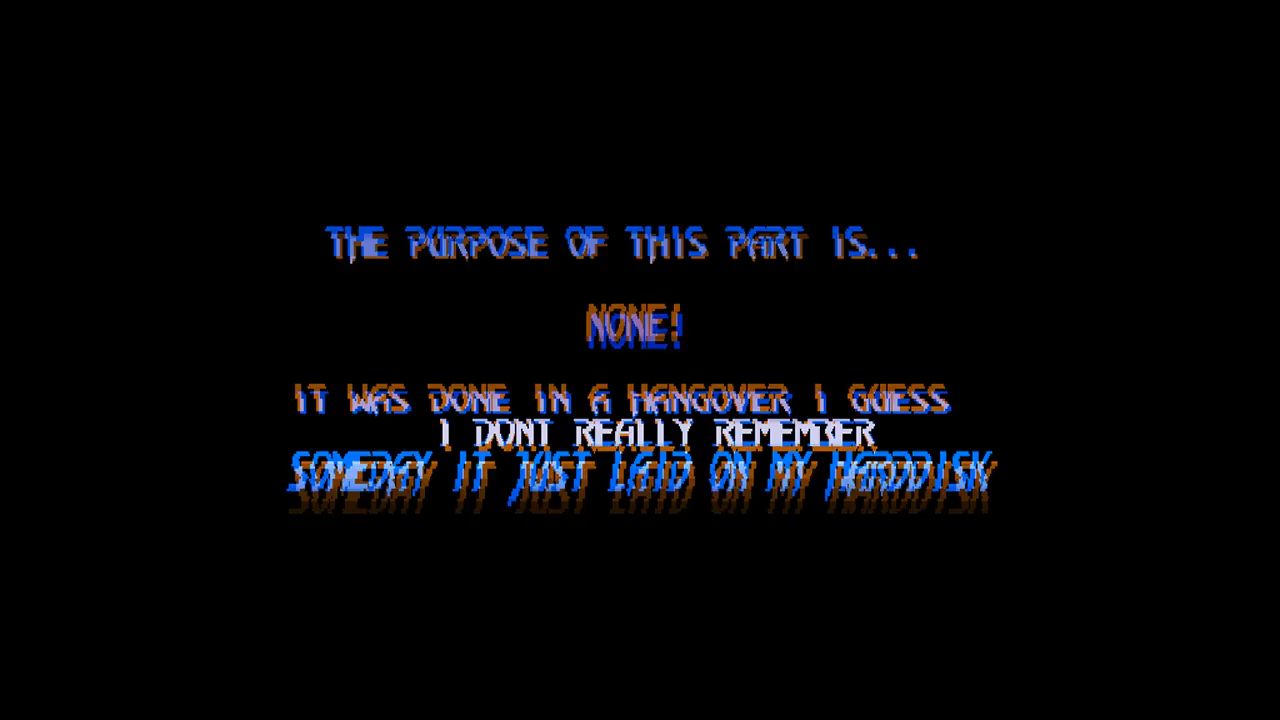 THE PURPOSE OF THIS PART IS...
NONE!
IT WAS DONE IN A HANGOVER I GUESS
I DONT REALLY REMEMBER
SOMEDAY IT JUST LAID ON MY HARDDISK